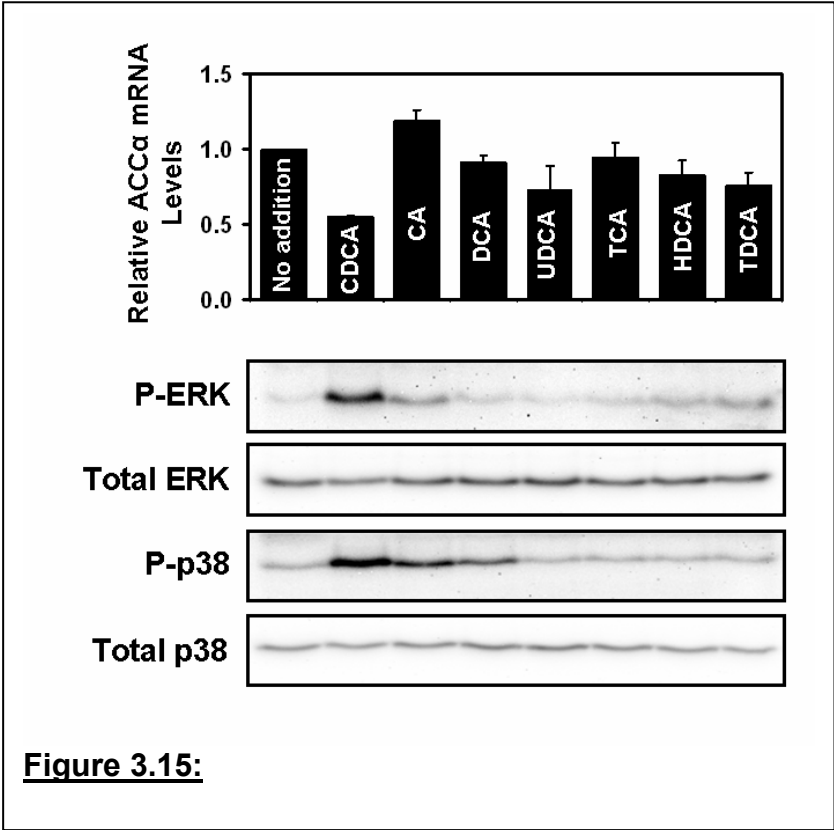 Relative ACCα mRNA
Levels
1.5
1.0
0.5
0.0
No addition
CDCA
CA
DCA
UDCA
TCA
HDCA
TDCA
P-ERK
Total ERK
P-p38
Total p38
Figure 3.15: